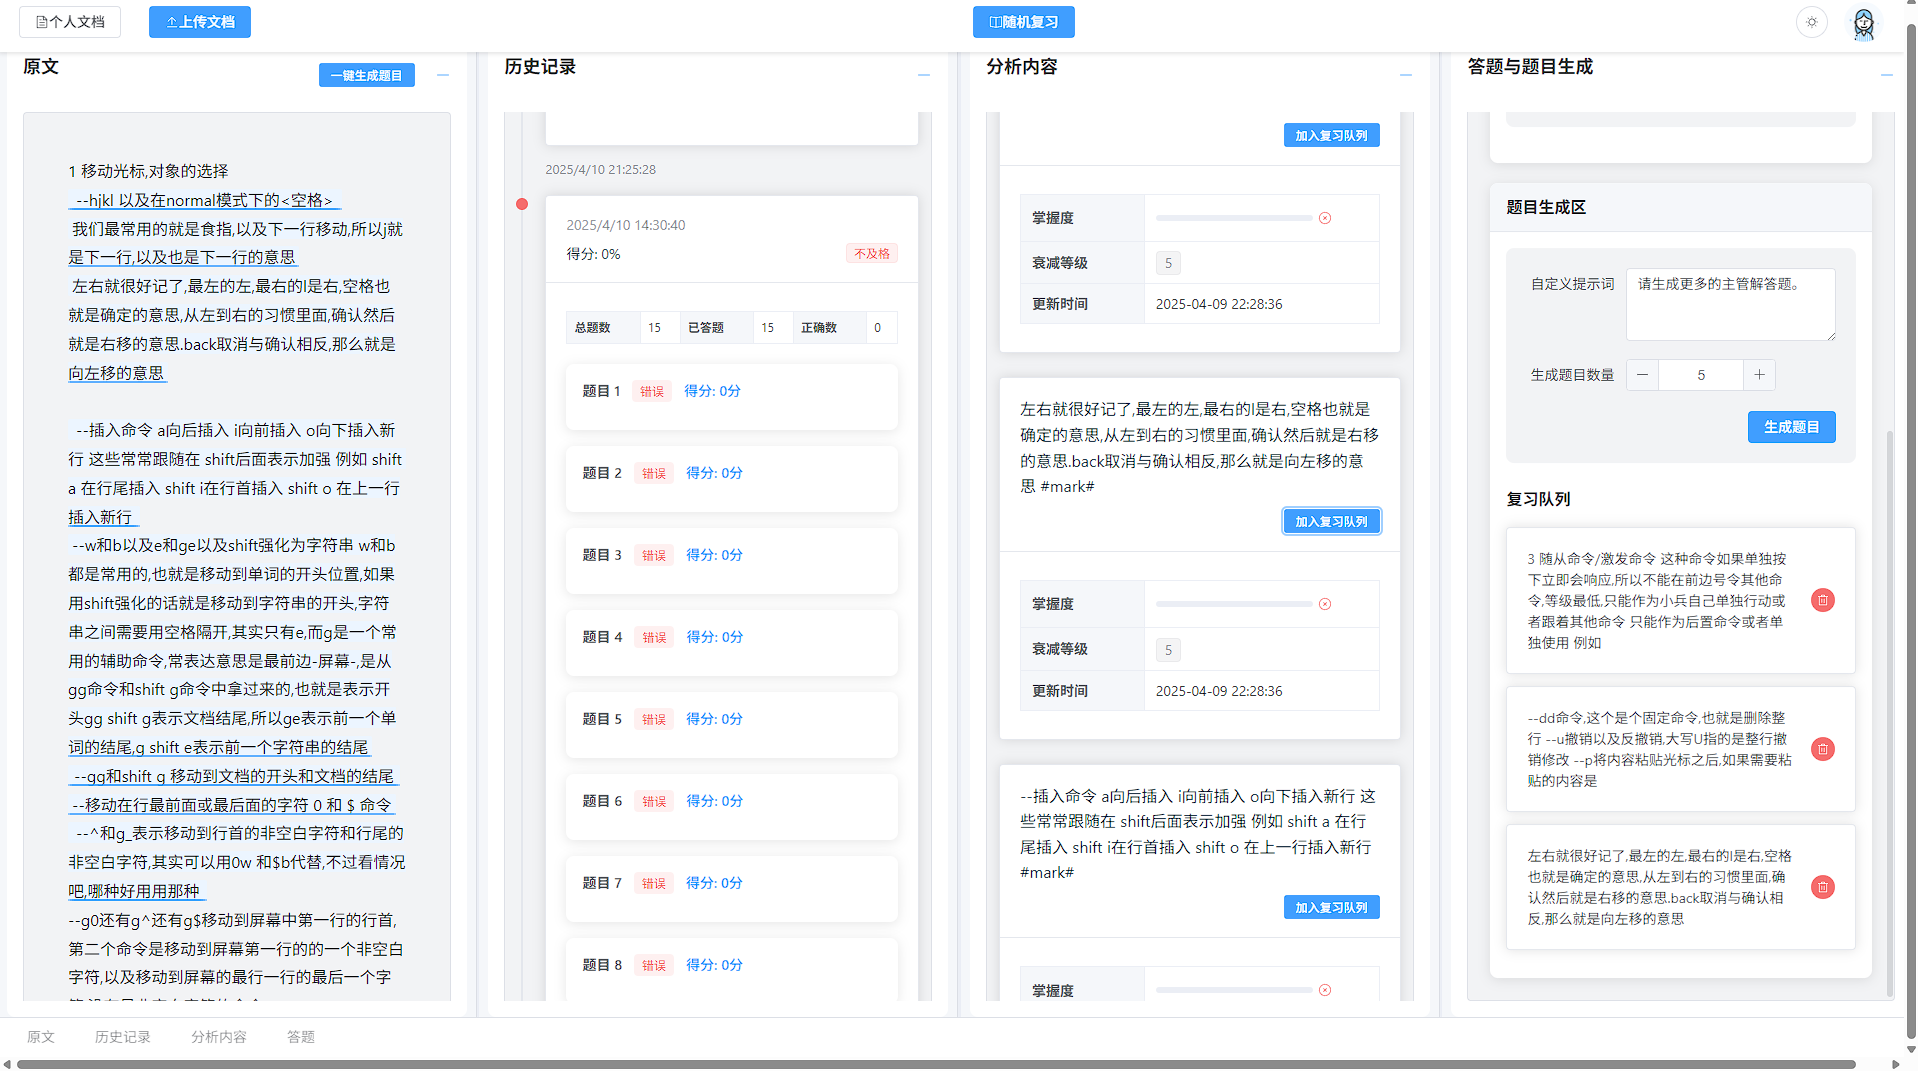 个人文档
上传文档
随机复习
原文
一键生成题目
1 移动光标,对象的选择
--hjkl 以及在normal模式下的<空格>
我们最常用的就是食指,以及下一行移动,所以j就
是下一行,以及也是下一行的意思
左右就很好记了,最左的左,最右的l是右,空格也
就是确定的意思,从左到右的习惯里面,确认然后
就是右移的意思.back取消与确认相反,那么就是
向左移的意思
--插入命令 a向后插入 i向前插入 o向下插入新
行 这些常常跟随在 shift后面表示加强 例如 shift
a 在行尾插入 shift i在行首插入 shift o 在上一行
插入新行
--w和b以及e和ge以及shift强化为字符串 w和b
都是常用的,也就是移动到单词的开头位置,如果
用shift强化的话就是移动到字符串的开头,字符
串之间需要用空格隔开,其实只有e,而g是一个常
用的辅助命令,常表达意思是最前边-屏幕-,是从
gg命令和shift g命令中拿过来的,也就是表示开
头gg shift g表示文档结尾,所以ge表示前一个单
词的结尾,g shift e表示前一个字符串的结尾
--gg和shift g 移动到文档的开头和文档的结尾
--移动在行最前面或最后面的字符 0 和 $ 命令
--^和g_表示移动到行首的非空白字符和行尾的
非空白字符,其实可以用0w 和$b代替,不过看情况
吧,哪种好用用那种
--g0还有g^还有g$移动到屏幕中第一行的行首,
第二个命令是移动到屏幕第一行的的一个非空白
字符,以及移动到屏幕的最行一行的最后一个字
历史记录
2025/4/10 21:25:28
2025/4/10 14:30:40
得分: 0%
不及格
总题数 15 已答题 15 正确数 0
题目 1 错误 得分: 0分
题目 2 错误 得分: 0分
题目 3 错误 得分: 0分
题目 4 错误 得分: 0分
题目 5 错误 得分: 0分
题目 6 错误 得分: 0分
题目 7 错误 得分: 0分
题目 8 错误 得分: 0分
分析内容
加入复习队列
掌握度
衰减等级 5
更新时间 2025-04-09 22:28:36
左右就很好记了,最左的左,最右的l是右,空格也就是
确定的意思,从左到右的习惯里面,确认然后就是右移
的意思.back取消与确认相反,那么就是向左移的意
思 #mark#
加入复习队列
掌握度
衰减等级 5
更新时间 2025-04-09 22:28:36
--插入命令 a向后插入 i向前插入 o向下插入新行 这
些常常跟随在 shift后面表示加强 例如 shift a 在行
尾插入 shift i在行首插入 shift o 在上一行插入新行
#mark#
加入复习队列
掌握度
答题与题目生成
题目生成区
自定义提示词 请生成更多的主管解答题。
生成题目数量 5
生成题目
复习队列
3 随从命令/激发命令 这种命令如果单独按
下立即会响应,所以不能在前边号令其他命
令,等级最低,只能作为小兵自己单独行动或
者跟着其他命令 只能作为后置命令或者单
独使用 例如
--dd命令,这个是个固定命令,也就是删除整
行 --u撤销以及反撤销,大写U指的是整行撤
销修改 --p将内容粘贴光标之后,如果需要粘
贴的内容是
左右就很好记了,最左的左,最右的l是右,空格
也就是确定的意思,从左到右的习惯里面,确
认然后就是右移的意思.back取消与确认相
反,那么就是向左移的意思
原文 历史记录 分析内容 答题